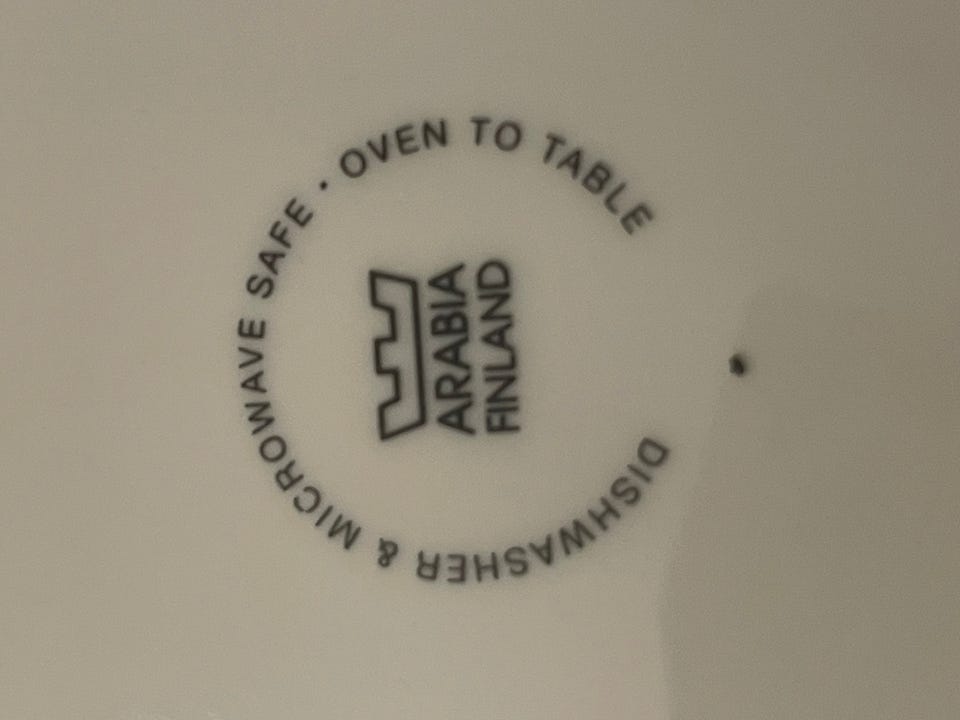 DISHWASHER & MICROWAVE SAFE · OVEN TO TABLE
ARABIA
FINLAND